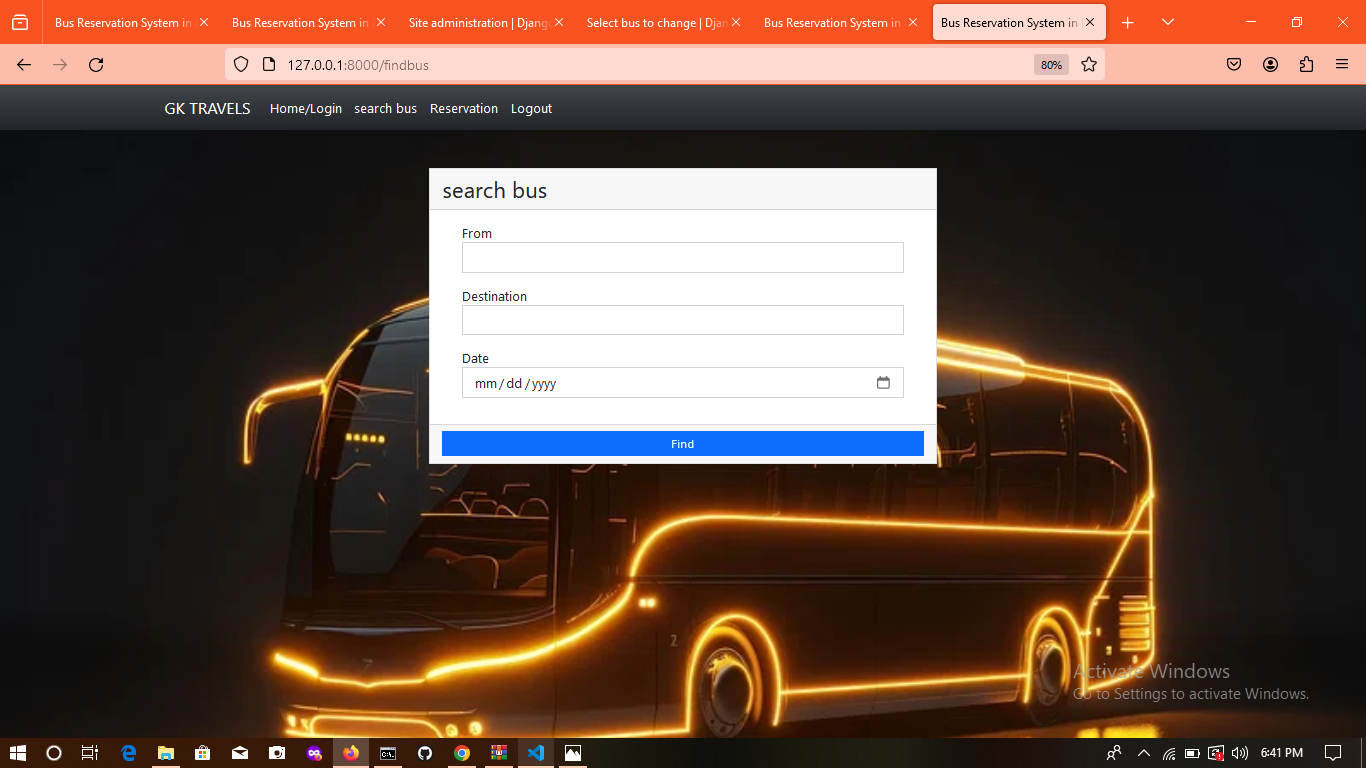 Bus Reservation System in
Bus Reservation System in
Site administration | Djang
Select bus to change | Djan
Bus Reservation System in
Bus Reservation System in
127.0.0.1:8000/findbus
80%
GK TRAVELS
Home/Login
search bus
Reservation
Logout
search bus
From
Destination
Date
mm/dd/yyyy
Find
2
Activate Windows
Go to Settings to activate Windows.
6:41 PM